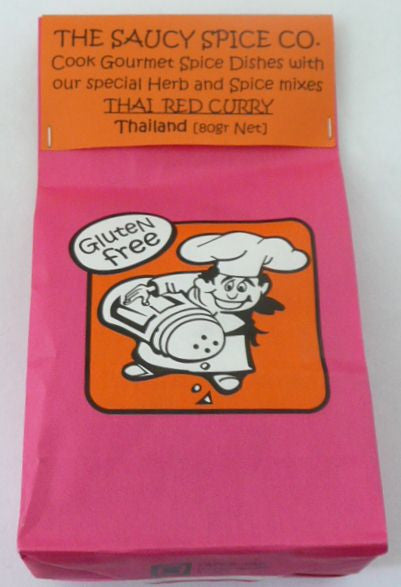 THE SAUCY SPICE CO.
Cook Gourmet Spice Dishes with
our special Herb and Spice mixes
THAI RED CURRY
Thailand [80gr Net]
Gluten
free